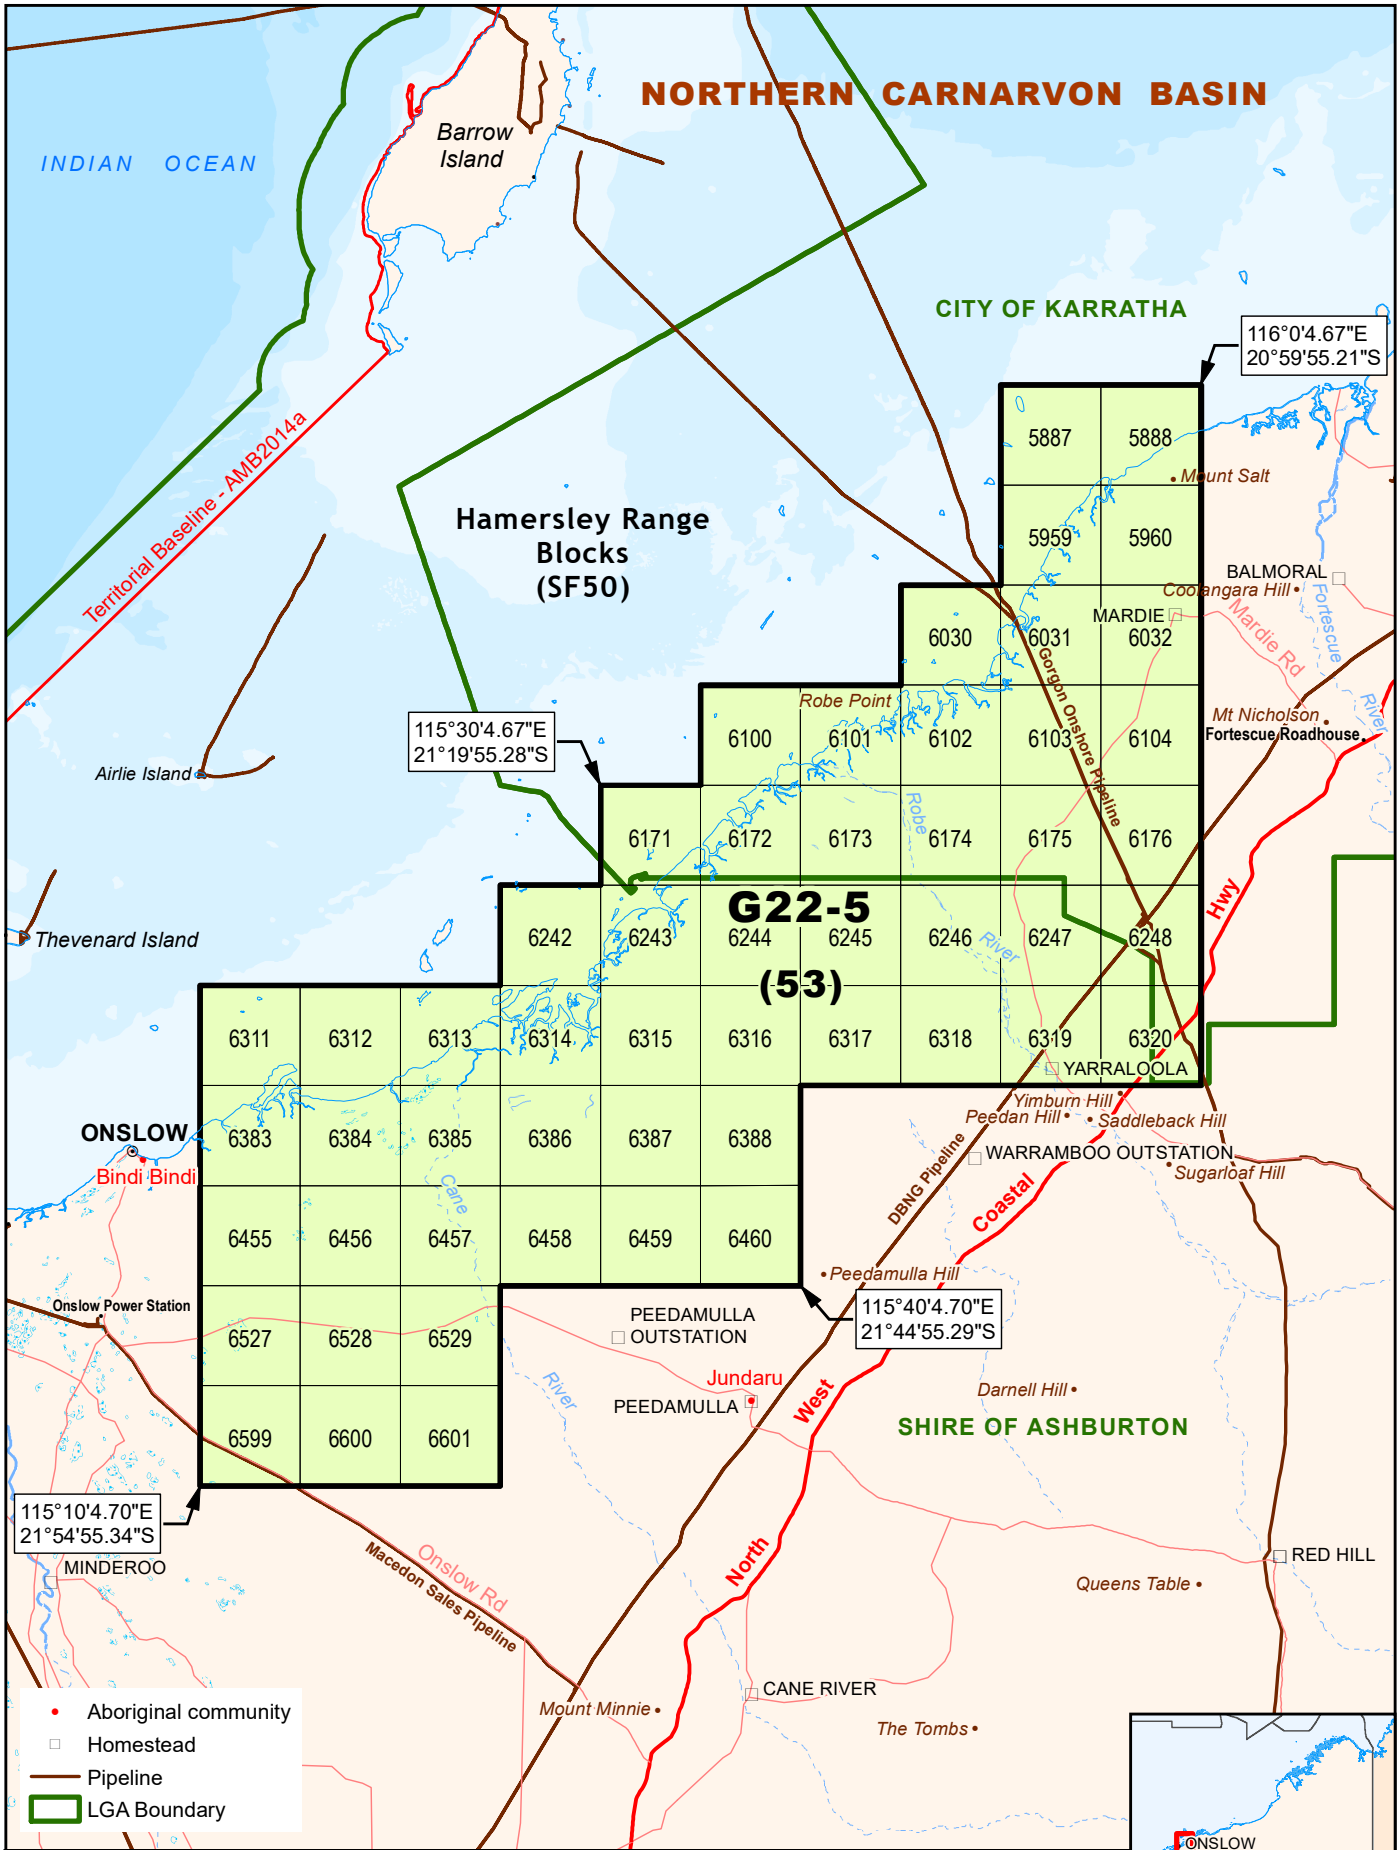 NORTHERN CARNARVON BASIN
Barrow
Island
INDIAN OCEAN
CITY OF KARRATHA
116°0'4.67"E
20°59'55.21"S
Territorial Baseline - AMB2014a
Hamersley Range
Blocks
(SF50)
5887 5888
Mount Salt
5959 5960
BALMORAL
Coolangara Hill
Fortescue
River
MARDIE
Mardie Rd
6030 6031 6032
Gorgon Onshore Pipeline
Robe Point
Mt Nicholson
Fortescue Roadhouse
115°30'4.67"E
21°19'55.28"S
6100 6101 6102 6103 6104
Airlie Island
Robe
River
6171 6172 6173 6174 6175 6176
G22-5
(53)
Hwy
Thevenard Island
6242 6243 6244 6245 6246 6247 6248
6311 6312 6313 6314 6315 6316 6317 6318 6319 6320
YARRALOOLA
Yimburn Hill
Peedan Hill
Saddleback Hill
ONSLOW
Bindi Bindi
6383 6384 6385 6386 6387 6388
WARRAMBOO OUTSTATION
Sugarloaf Hill
DBNG Pipeline
Coastal
Cane
River
6455 6456 6457 6458 6459 6460
Peedamulla Hill
115°40'4.70"E
21°44'55.29"S
Onslow Power Station
6527 6528 6529
PEEDAMULLA
OUTSTATION
Jundaru
PEEDAMULLA
West
Darnell Hill
SHIRE OF ASHBURTON
6599 6600 6601
115°10'4.70"E
21°54'55.34"S
MINDEROO
Onslow Rd
Macedon Sales Pipeline
North
RED HILL
Queens Table
CANE RIVER
Mount Minnie
The Tombs
Aboriginal community
Homestead
Pipeline
LGA Boundary
ONSLOW